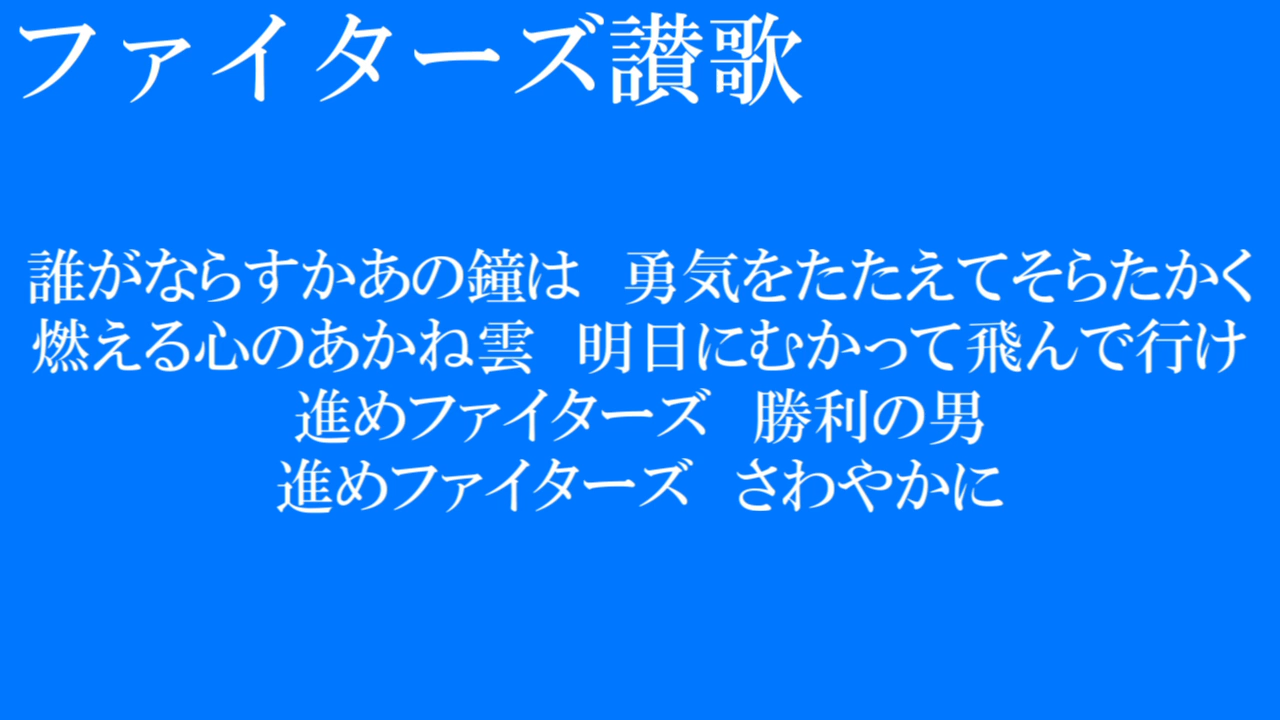 ファイターズ讃歌
誰がならすかあの鐘は　勇気をたたえてそらたかく
燃える心のあかね雲　明日にむかって飛んで行け
進めファイターズ　勝利の男
進めファイターズ　さわやかに